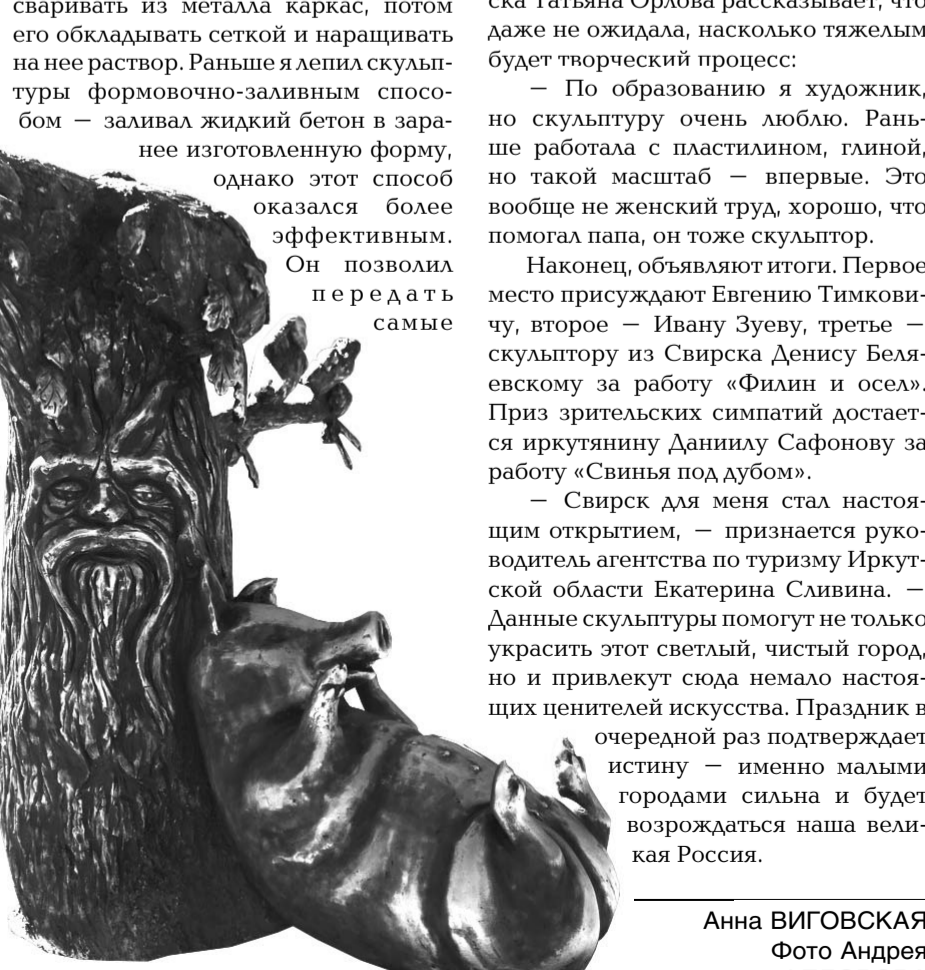 сваривать из металла каркас, потом
его обкладывать сеткой и наращивать
на нее раствор. Раньше я лепил скульп-
туры формовочно-заливным спосо-
бом — заливал жидкий бетон в зара-
нее изготовленную форму,
однако этот способ
оказался более
эффективным.
Он позволил
передать
самые
ска Татьяна Орлова рассказывает, что
даже не ожидала, насколько тяжелым
будет творческий процесс:
— По образованию я художник,
но скульптуру очень люблю. Рань-
ше работала с пластилином, глиной,
но такой масштаб — впервые. Это
вообще не женский труд, хорошо, что
помогал папа, он тоже скульптор.
Наконец, объявляют итоги. Первое
место присуждают Евгению Тимкови-
чу, второе — Ивану Зуеву, третье —
скульптору из Свирска Денису Беля-
евскому за работу «Филин и осел».
Приз зрительских симпатий достает-
ся иркутянину Даниилу Сафонову за
работу «Свинья под дубом».
— Свирск для меня стал настоя-
щим открытием, — признается руко-
водитель агентства по туризму Иркут-
ской области Екатерина Сливина. —
Данные скульптуры помогут не только
украсить этот светлый, чистый город,
но и привлекут сюда немало настоя-
щих ценителей искусства. Праздник в
очередной раз подтверждает
истину — именно малыми
городами сильна и будет
возрождаться наша вели-
кая Россия.
Анна ВИГОВСКАЯ
Фото Андрея